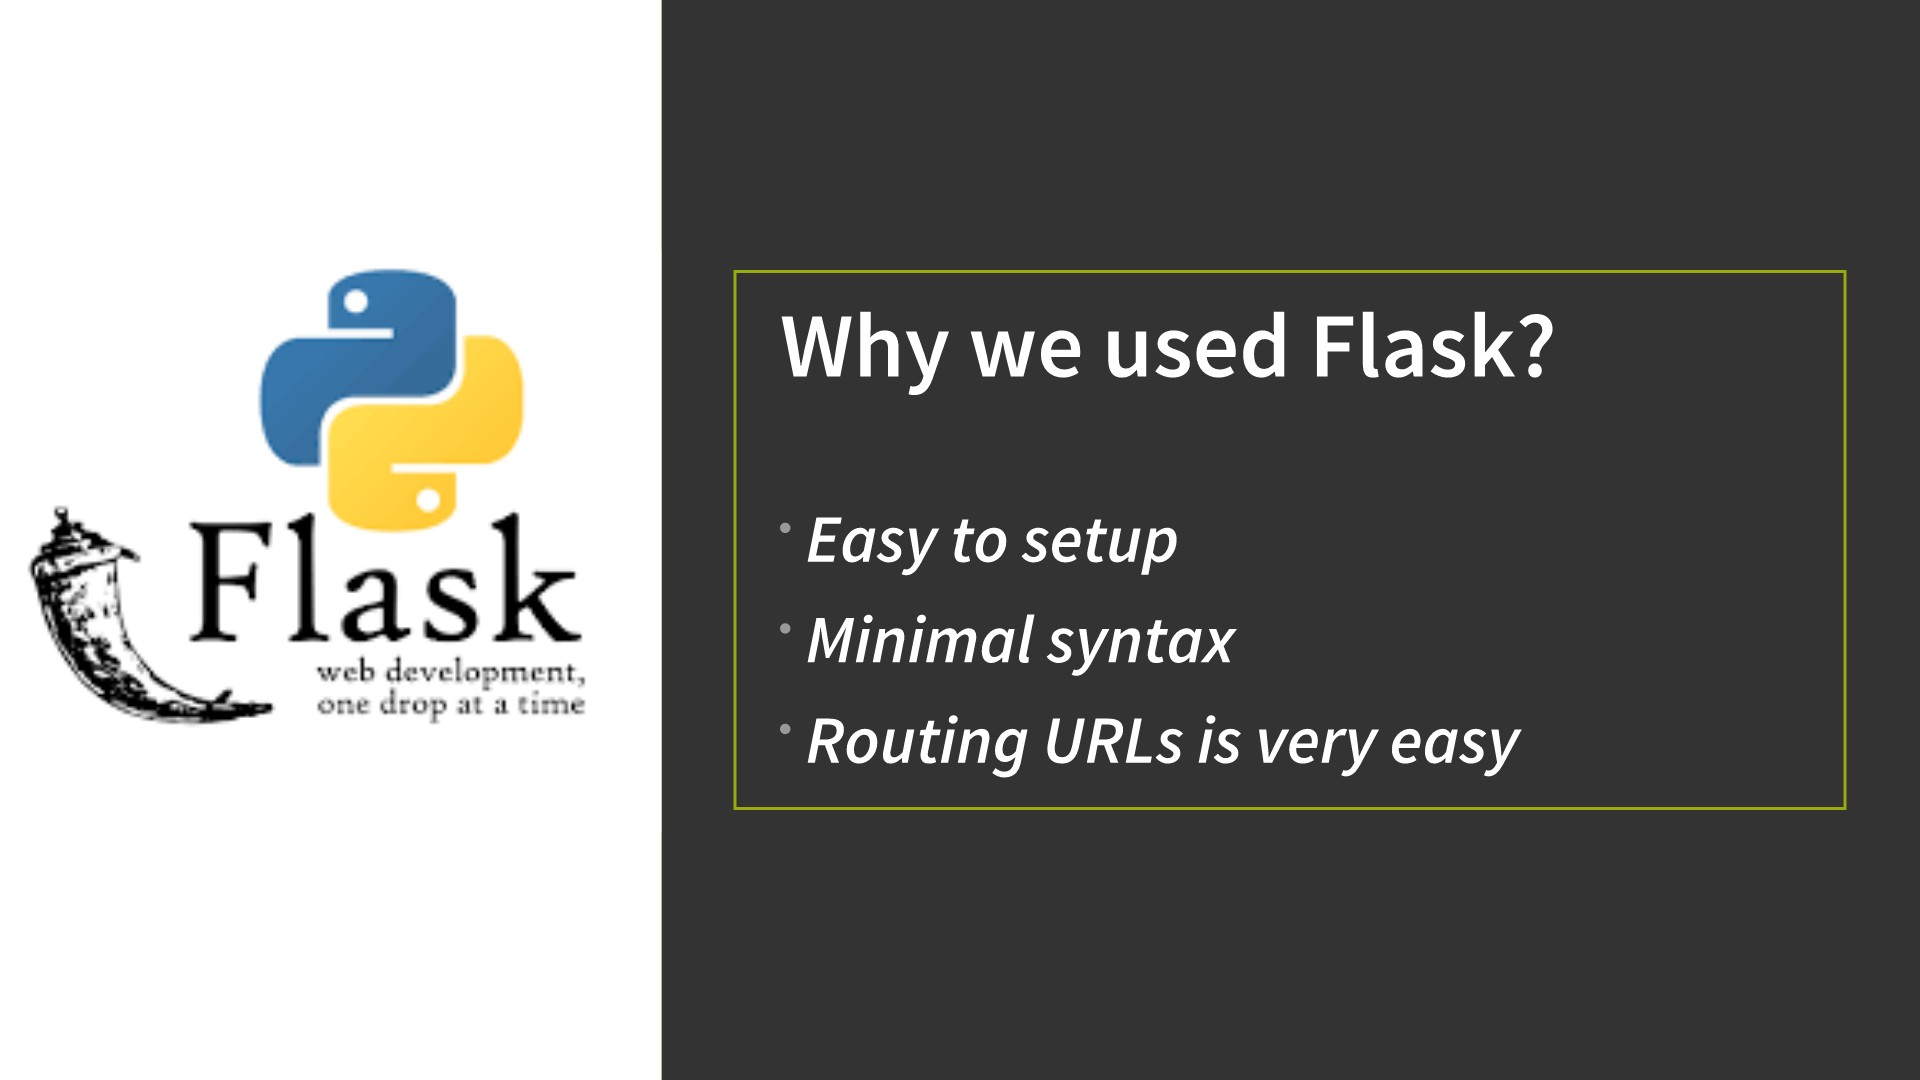 Flask
web development,
one drop at a time
Why we used Flask?
Easy to setup
Minimal syntax
Routing URLs is very easy